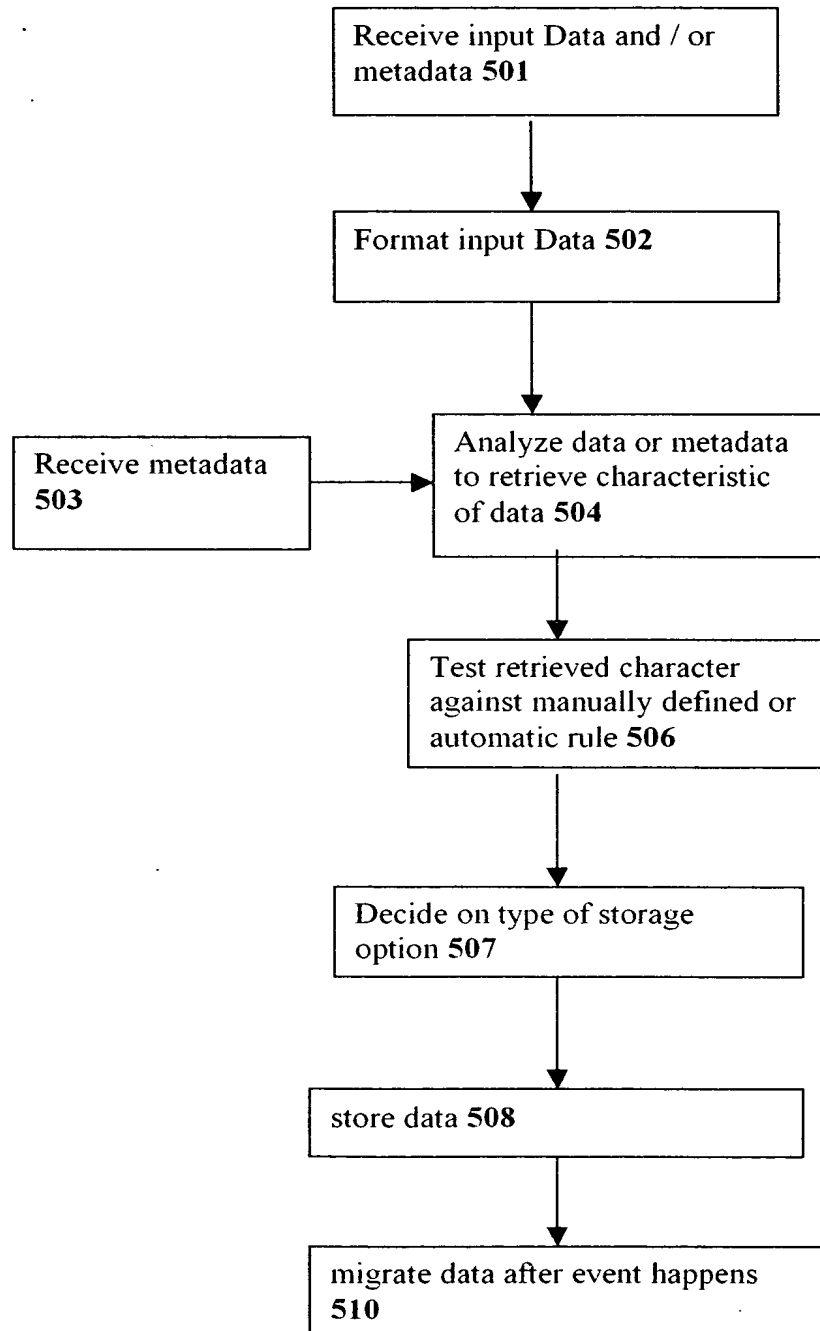 Receive input Data and / or
metadata 501
Format input Data 502
Receive metadata
503
Analyze data or metadata
to retrieve characteristic
of data 504
Test retrieved character
against manually defined or
automatic rule 506
Decide on type of storage
option 507
store data 508
migrate data after event happens
510